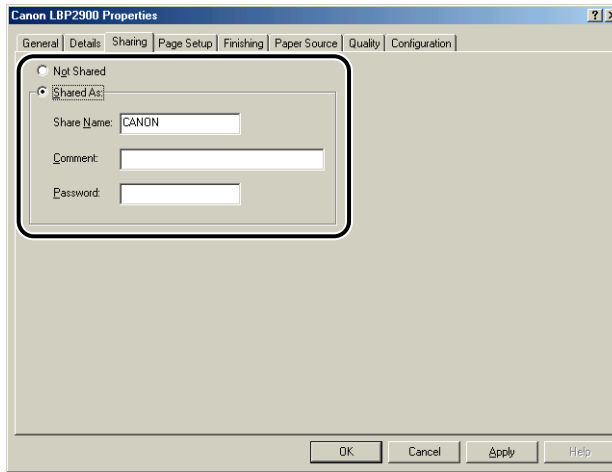 Canon LBP2900 Properties
General Details Sharing Page Setup Finishing Paper Source Quality Configuration
Not Shared
Shared As:
Share Name: CANON
Comment:
Password:
OK Cancel Apply Help